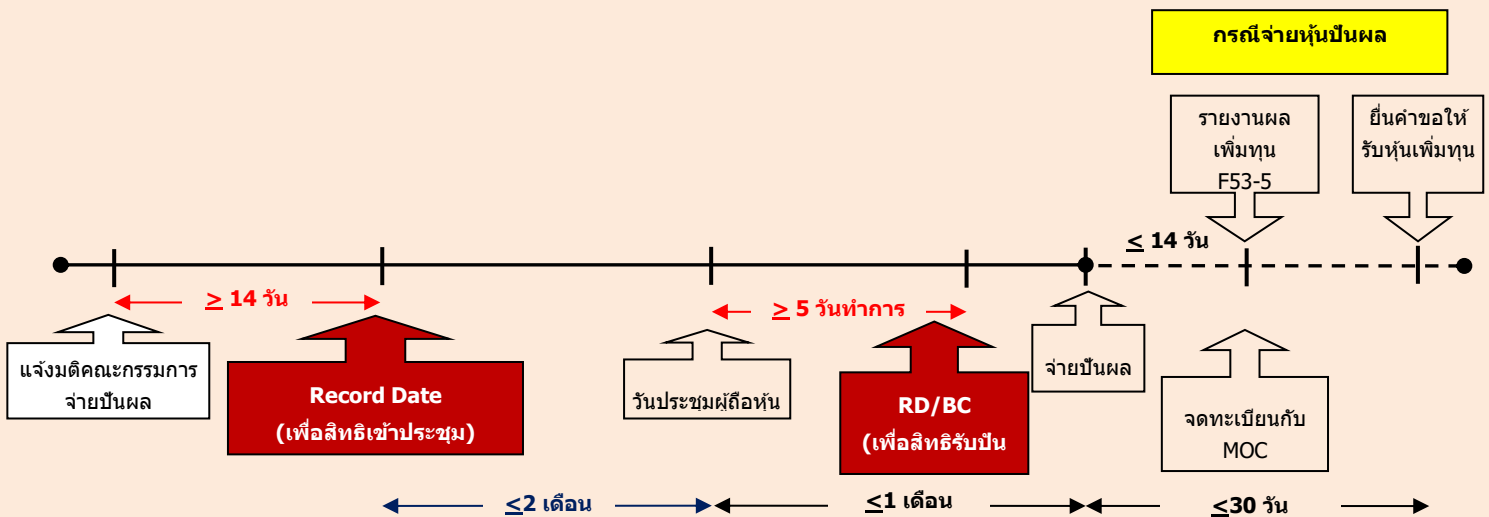 กรณีจ่ายหุ้นปันผล
รายงานผล
เพิ่มทุน
F53-5
ยื่นคำขอให้
รับหุ้นเพิ่มทุน
≤ 14 วัน
≥ 14 วัน
≥ 5 วันทำการ
แจ้งมติคณะกรรมการ
จ่ายปันผล
Record Date
(เพื่อสิทธิเข้าประชุม)
วันประชุมผู้ถือหุ้น
RD/BC
(เพื่อสิทธิรับปัน
จ่ายปันผล
จดทะเบียนกับ
MOC
≤2 เดือน
≤1 เดือน
≤30 วัน